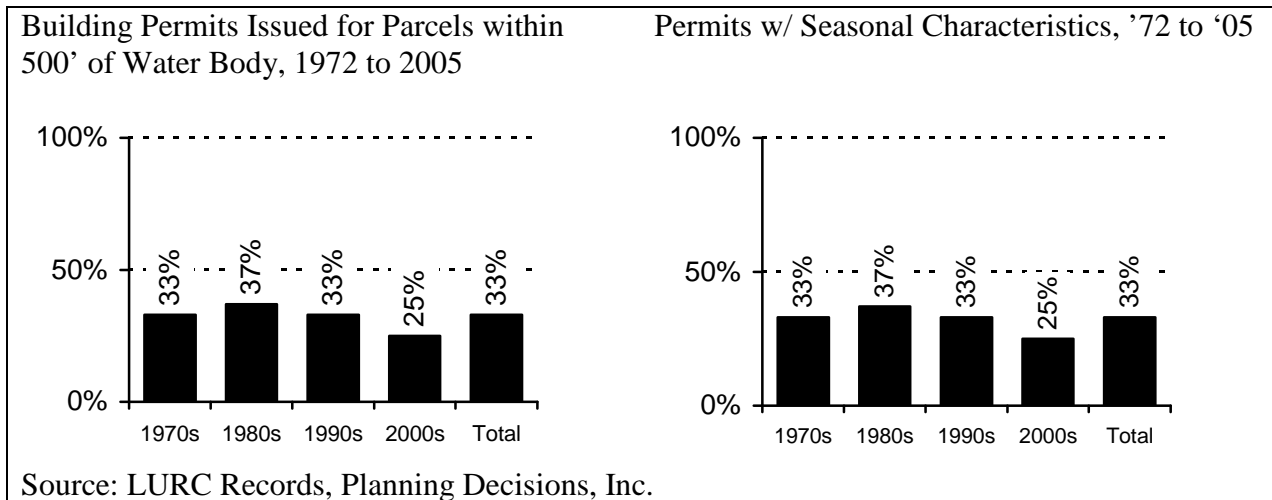 Building Permits Issued for Parcels within
500’ of Water Body, 1972 to 2005
100%
50%
0%
33%
37%
33%
25%
33%
1970s 1980s 1990s 2000s Total
Permits w/ Seasonal Characteristics, ’72 to ‘05
100%
50%
0%
33%
37%
33%
25%
33%
1970s 1980s 1990s 2000s Total
Source: LURC Records, Planning Decisions, Inc.